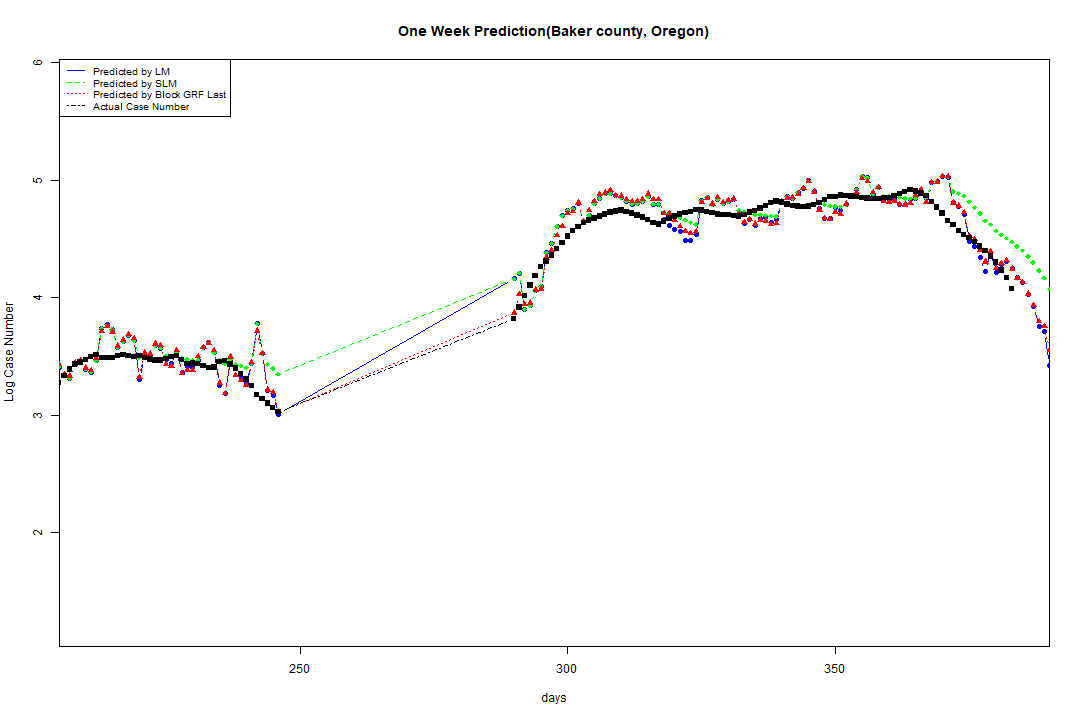 One Week Prediction(Baker county, Oregon)
Predicted by LM
Predicted by SLM
Predicted by Block GRF Last
Actual Case Number
6
5
4
3
2
Log Case Number
250 300 350
days